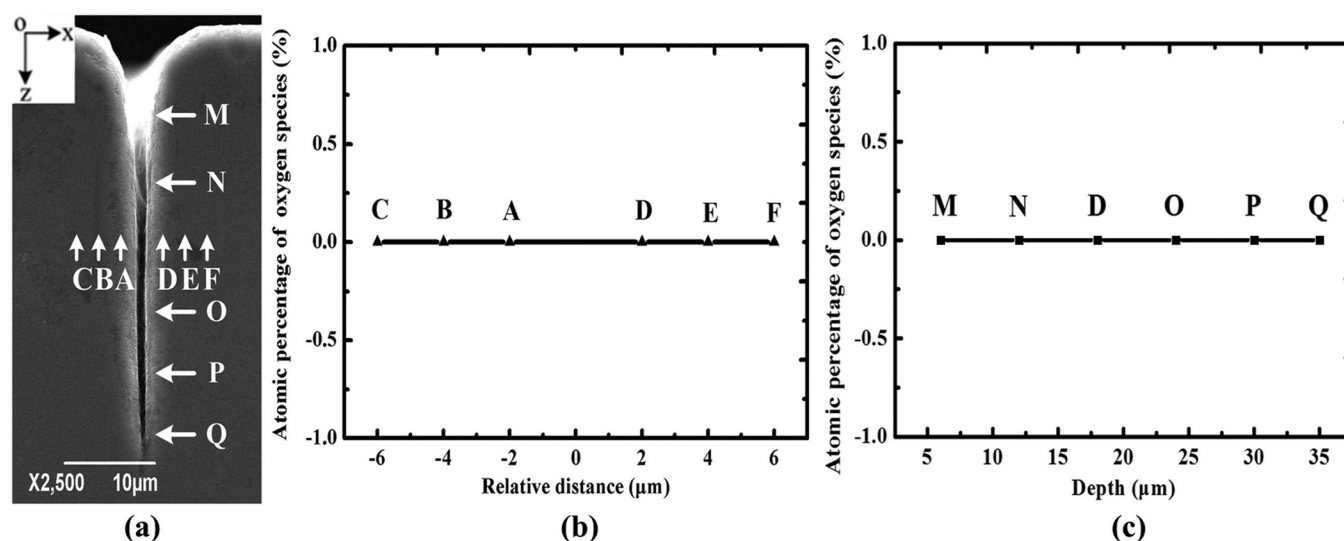 O X
Z
M
N
C B A D E F
O
P
Q
X2,500 10μm
(a)
Atomic percentage of oxygen species (%)
1.0
0.5
0.0
-0.5
-1.0
C B A D E F
-6 -4 -2 0 2 4 6
Relative distance (μm)
(b)
Atomic percentage of oxygen species (%)
1.0
0.5
0.0
-0.5
-1.0
M N D O P Q
5 10 15 20 25 30 35
Depth (μm)
(c)